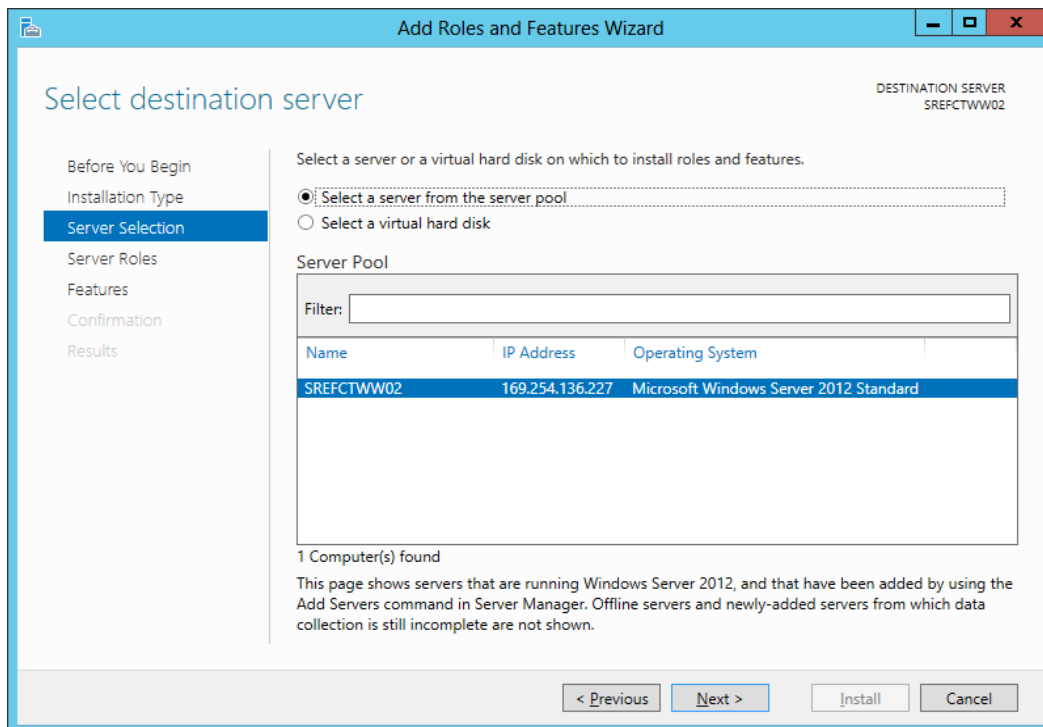 Add Roles and Features Wizard
Select destination server
DESTINATION SERVER
SREFCTWW02
Before You Begin
Installation Type
Server Selection
Server Roles
Features
Confirmation
Results
Select a server or a virtual hard disk on which to install roles and features.
Select a server from the server pool
Select a virtual hard disk
Server Pool
Filter:
Name IP Address Operating System
SREFCTWW02 169.254.136.227 Microsoft Windows Server 2012 Standard
1 Computer(s) found
This page shows servers that are running Windows Server 2012, and that have been added by using the
Add Servers command in Server Manager. Offline servers and newly-added servers from which data
collection is still incomplete are not shown.
< Previous Next > Install Cancel